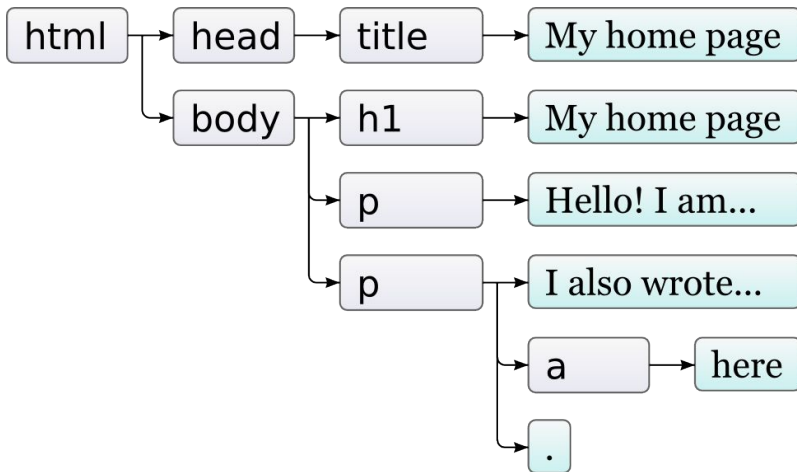 html head title My home page
body h1 My home page
p Hello! I am...
p I also wrote...
a here
.